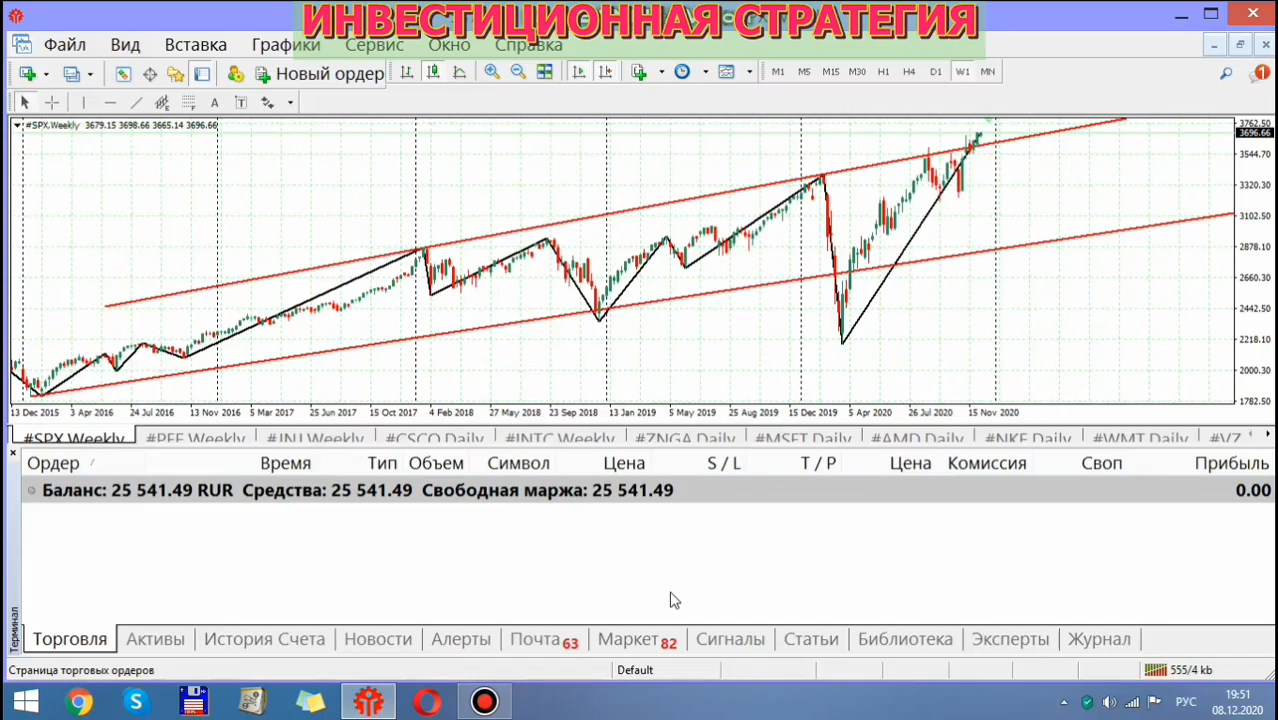 ИНВЕСТИЦИОННАЯ СТРАТЕГИЯ
Файл Вид Вставка Графики Сервис Окно Справка
Новый ордер M1 M5 M15 M30 H1 H4 D1 W1 MN 1
A T
#SPX,Weekly 3679.15 3698.66 3665.14 3696.66
3762.50
3696.66
3544.70
3320.30
3102.50
2878.10
2660.30
2442.50
2218.10
2000.30
1782.50
13 Dec 2015 3 Apr 2016 24 Jul 2016 13 Nov 2016 5 Mar 2017 25 Jun 2017 15 Oct 2017 4 Feb 2018 27 May 2018 23 Sep 2018 13 Jan 2019 5 May 2019 25 Aug 2019 15 Dec 2019 5 Apr 2020 26 Jul 2020 15 Nov 2020
#SPX,Weekly #PFE,Weekly #JNJ,Weekly #CSCO,Daily #INTC,Weekly #ZNGA,Daily #MSFT,Daily #AMD,Daily #NKE,Daily #WMT,Daily #VZ
Ордер Время Тип Объем Символ Цена S / L T / P Цена Комиссия Своп Прибыль
Баланс: 25 541.49 RUR Средства: 25 541.49 Свободная маржа: 25 541.49 0.00
Терминал
Торговля Активы История Счета Новости Алерты Почта 63 Маркет 82 Сигналы Статьи Библиотека Эксперты Журнал
Страница торговых ордеров Default 555/4 kb
РУС 19:51
08.12.2020